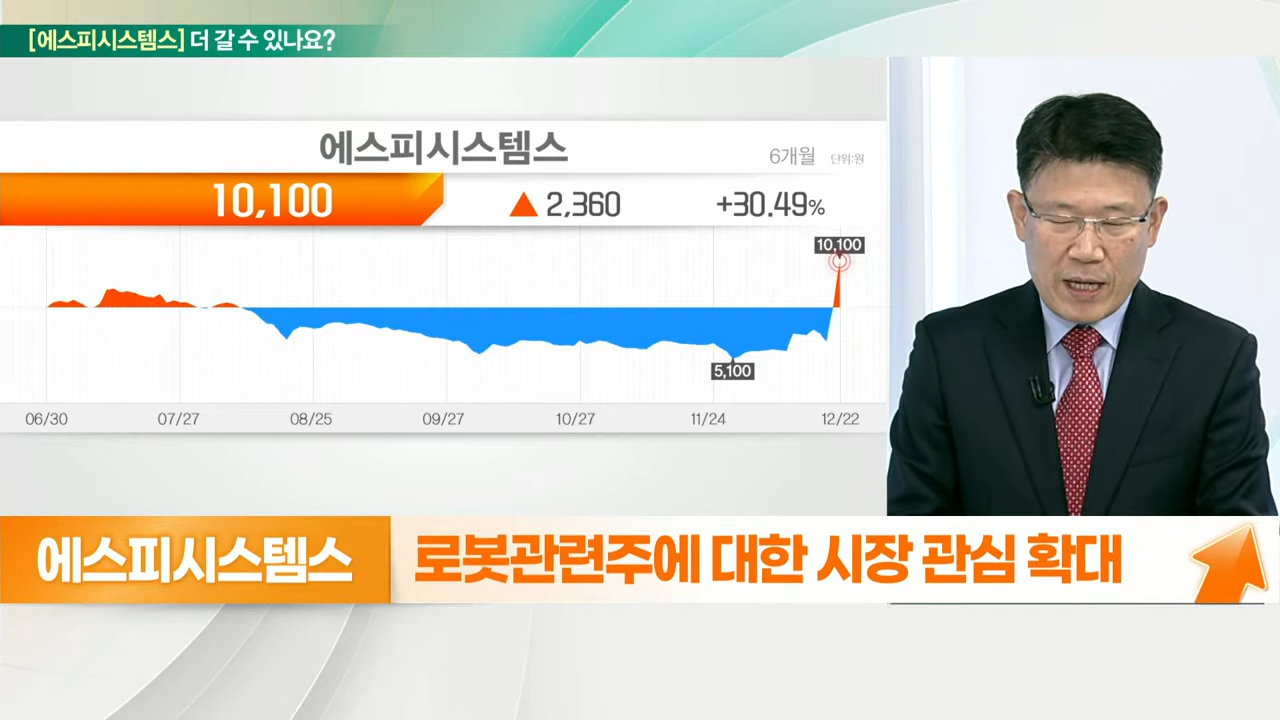 [에스피시스템스] 더 갈 수 있나요?
에스피시스템스
6개월 단위:원
10,100 ▲ 2,360 +30.49%
10,100
5,100
06/30 07/27 08/25 09/27 10/27 11/24 12/22
에스피시스템스 로봇관련주에 대한 시장 관심 확대